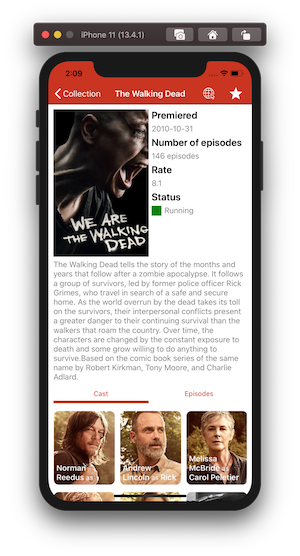 iPhone 11 (13.4.1)
2:09
Collection
The Walking Dead
Premiered
2010-10-31
Number of episodes
146 episodes
Rate
8.1
Status
Running
WE ARE
THE WALKING
DEAD
The Walking Dead tells the story of the months and
years that follow after a zombie apocalypse. It follows
a group of survivors, led by former police officer Rick
Grimes, who travel in search of a safe and secure
home. As the world overrun by the dead takes its toll
on the survivors, their interpersonal conflicts present
a greater danger to their continuing survival than the
walkers that roam the country. Over time, the
characters are changed by the constant exposure to
death and some grow willing to do anything to
survive.Based on the comic book series of the same
name by Robert Kirkman, Tony Moore, and Charlie
Adlard.
Cast
Episodes
Norman
Reedus as
Andrew
Lincoln as Rick
Melissa
McBride as
Carol Peletier